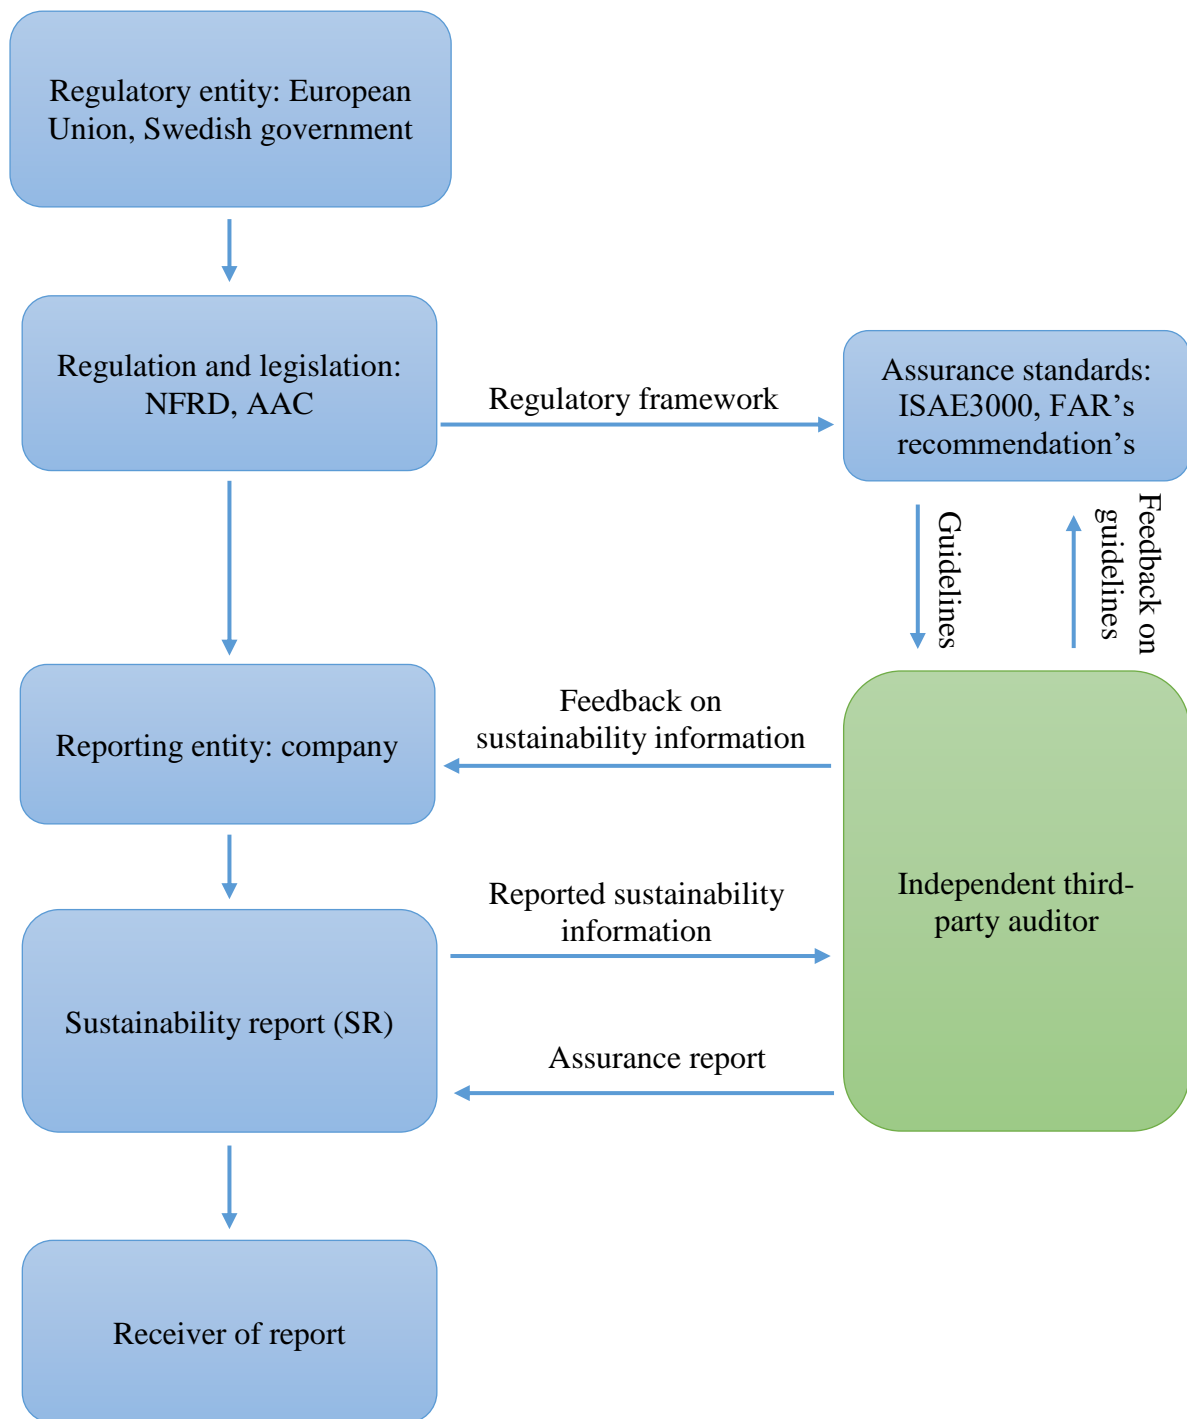 Regulatory entity: European
Union, Swedish government
Regulation and legislation:
NFRD, AAC
Regulatory framework
Assurance standards:
ISAE3000, FAR’s
recommendation’s
Guidelines
Feedback on
guidelines
Reporting entity: company
Feedback on
sustainability information
Independent third-
party auditor
Reported sustainability
information
Sustainability report (SR)
Assurance report
Receiver of report